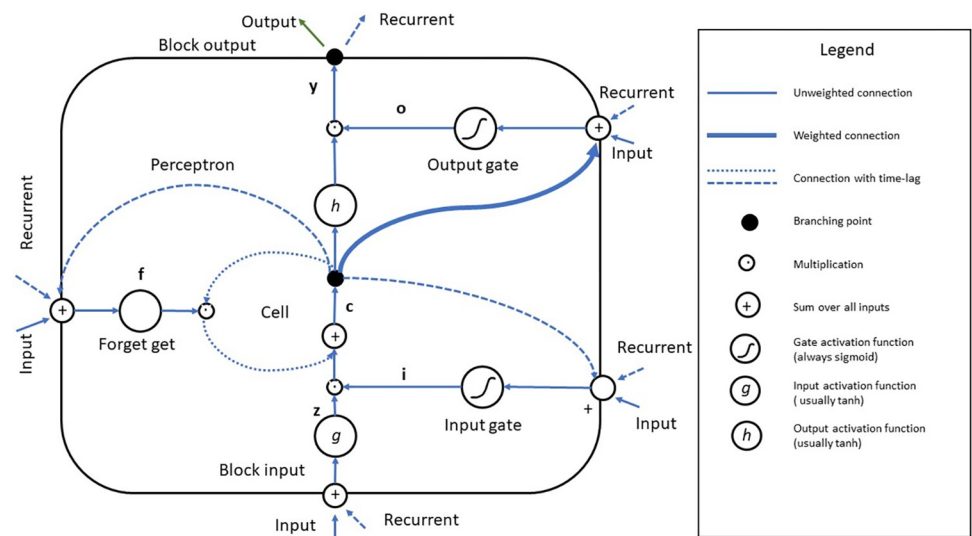 Output
Recurrent
Block output
y
o
Recurrent
+
Input
Output gate
Perceptron
h
Recurrent
f
+
Forget get
Input
Cell
c
+
Recurrent
i
+
Input
Input gate
z
g
Block input
+
Input
Recurrent
Legend
Unweighted connection
Weighted connection
Connection with time-lag
Branching point
Multiplication
+
Sum over all inputs
Gate activation function
(always sigmoid)
g
Input activation function
( usually tanh)
h
Output activation function
(usually tanh)